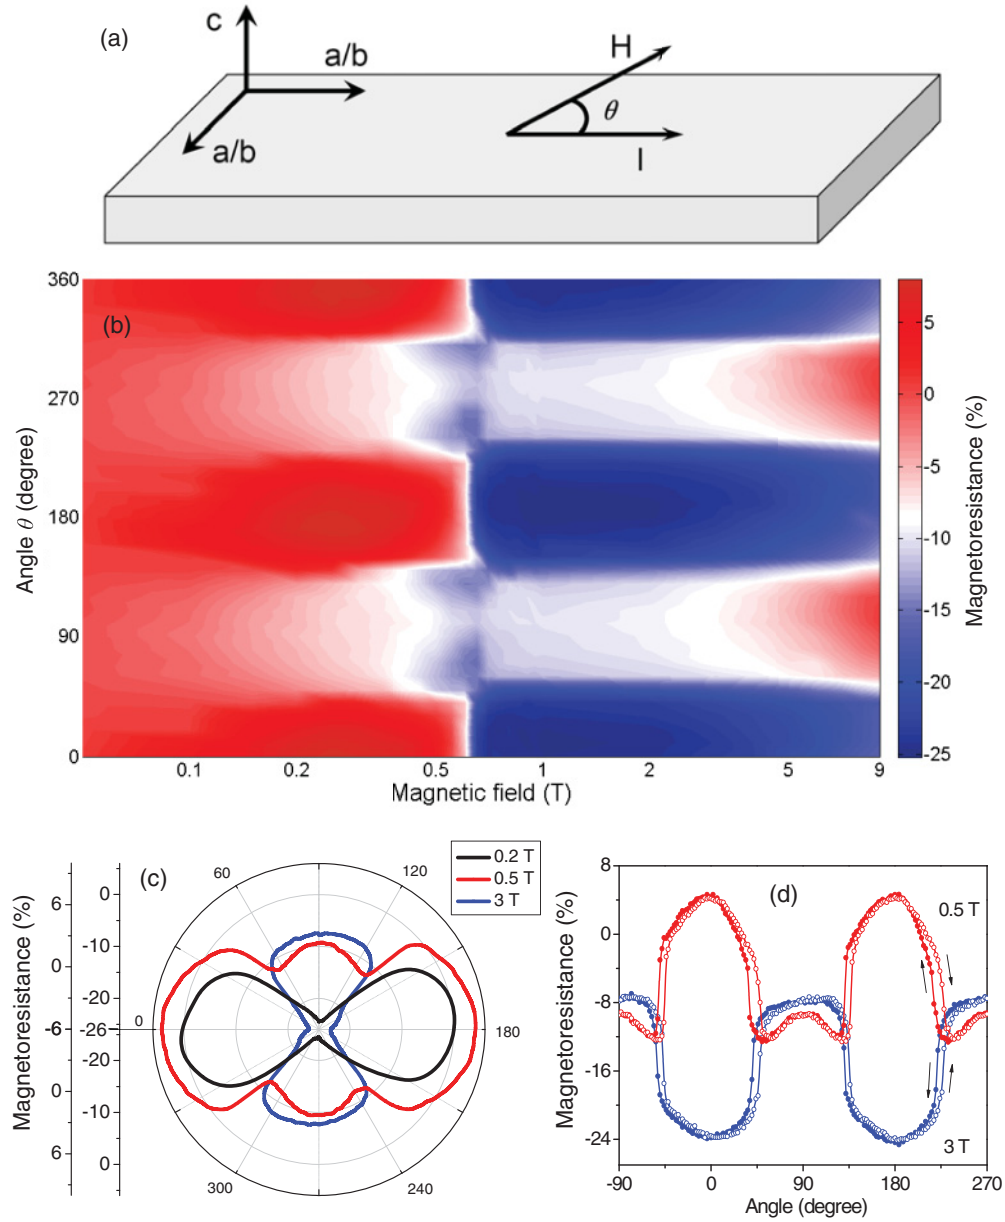 (a)
c
a/b
a/b
H
θ
I
(b)
Angle θ (degree)
360
270
180
90
0
0.1 0.2 0.5 1 2 5 9
Magnetic field (T)
5
0
-5
-10
-15
-20
-25
Magnetoresistance (%)
(c)
0.2 T
0.5 T
3 T
Magnetoresistance (%)
6
0
-6
0
6
Magnetoresistance (%)
0
-10
-20
-26
-20
-10
0
60
120
0
180
300
240
(d)
Magnetoresistance (%)
8
0
-8
-16
-24
0.5 T
3 T
-90 0 90 180 270
Angle (degree)